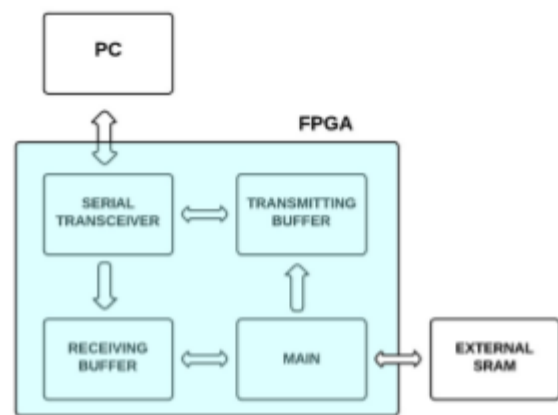 PC
FPGA
SERIAL
TRANSCEIVER
TRANSMITTING
BUFFER
RECEIVING
BUFFER
MAIN
EXTERNAL
SRAM